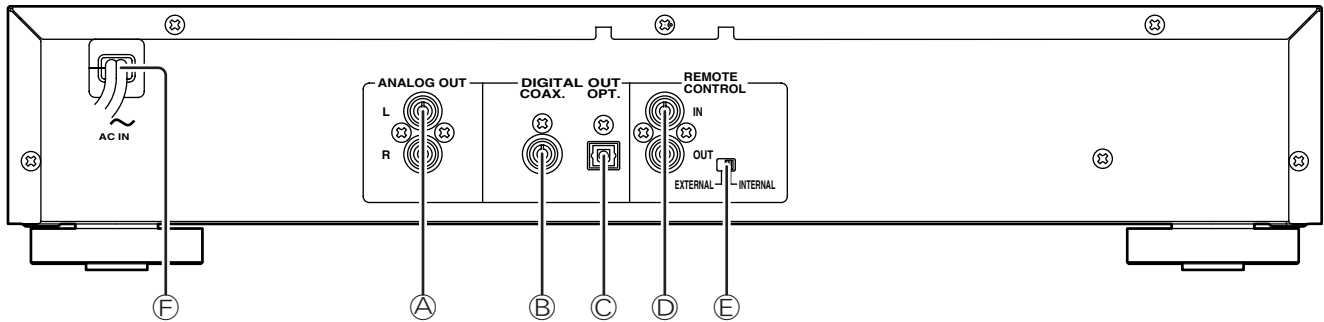 ANALOG OUT
L
R
DIGITAL OUT
COAX. OPT.
REMOTE
CONTROL
IN
OUT
EXTERNAL INTERNAL
∼
AC IN
Ⓕ Ⓐ Ⓑ Ⓒ Ⓓ Ⓔ